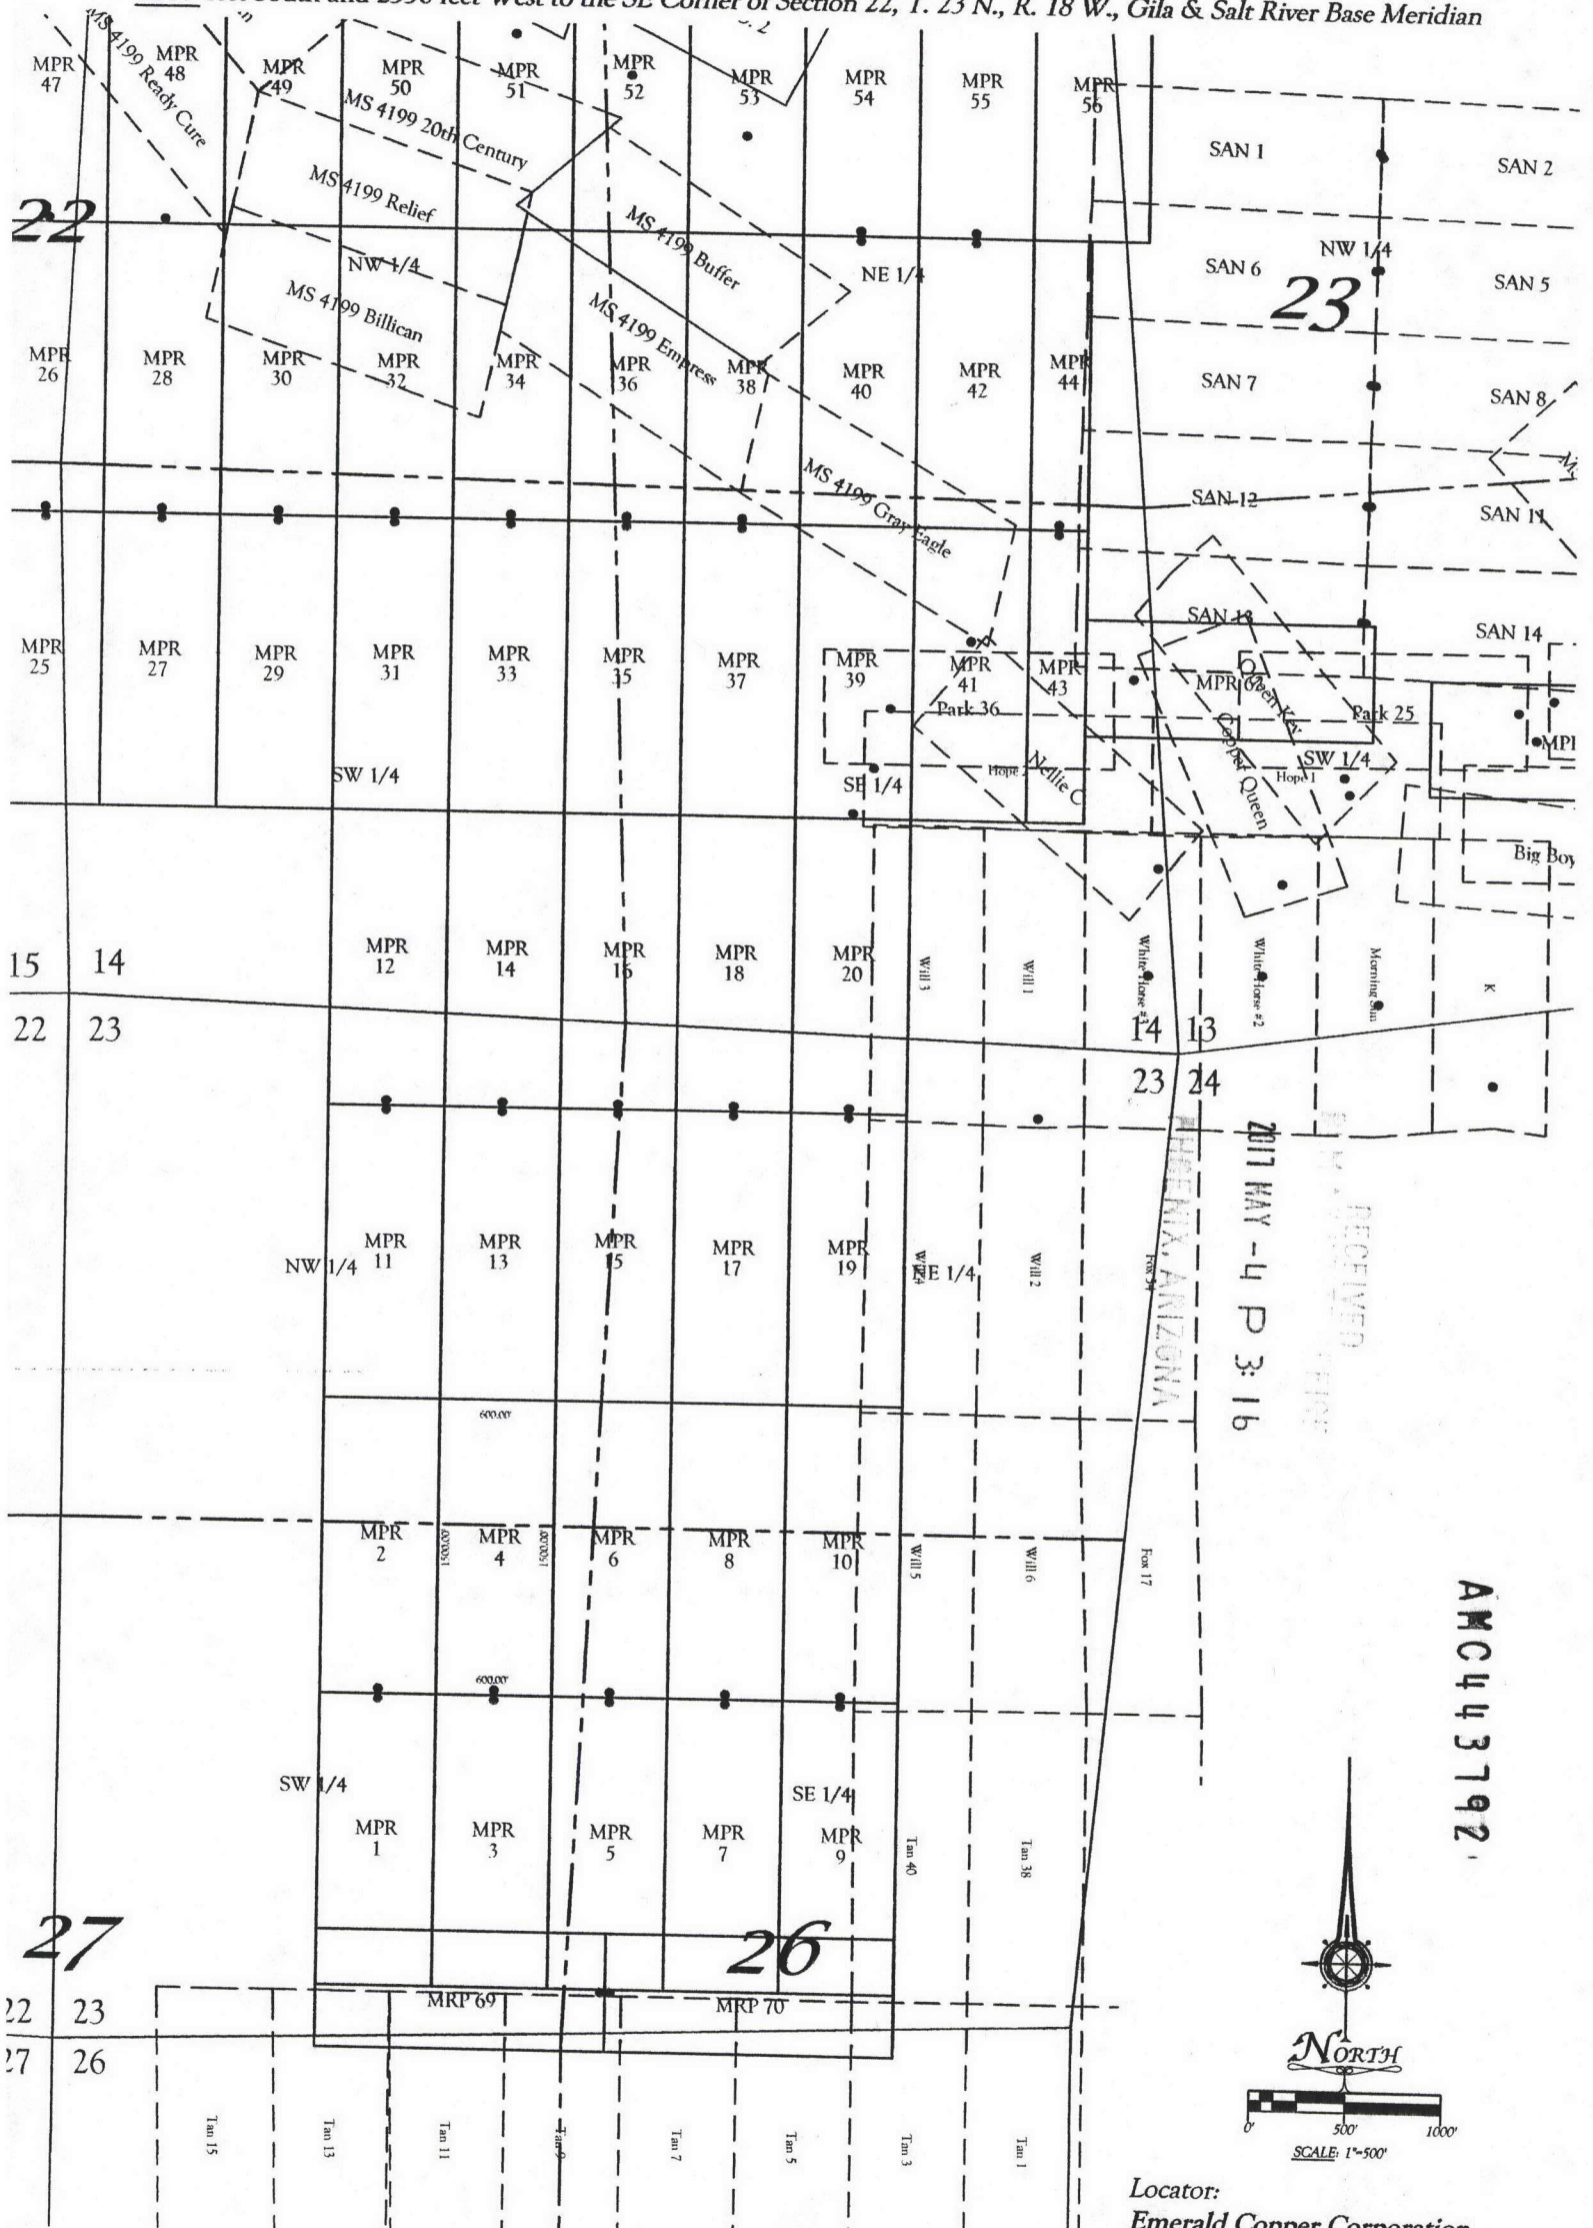 South and 2550 feet West to the SE Corner of Section 22, T. 23 N., R. 18 W., Gila & Salt River Base Meridian
MPR 47
MPR 48
MPR 49
MPR 50
MPR 51
MPR 52
MPR 53
MPR 54
MPR 55
MPR 56
MS 4199 Ready Cure
MS 4199 20th Century
MS 4199 Relief
MS 4199 Buffer
MS 4199 Billican
MS 4199 Empress
MS 4199 Gray Eagle
SAN 1
SAN 2
22
NW 1/4
NE 1/4
SAN 6
NW 1/4
SAN 5
23
MPR 26
MPR 28
MPR 30
MPR 32
MPR 34
MPR 36
MPR 38
MPR 40
MPR 42
MPR 44
SAN 7
SAN 8
SAN 12
SAN 11
SAN 13
SAN 14
MPR 25
MPR 27
MPR 29
MPR 31
MPR 33
MPR 35
MPR 37
MPR 39
MPR 41
MPR 43
Park 36
Park 25
Queen Key
Copper Queen
Nellie C
Hope 1
SW 1/4
SE 1/4
SW 1/4
Big Boy
15 14
22 23
MPR 12
MPR 14
MPR 16
MPR 18
MPR 20
Will 3
Will 1
White Horse #2
Morning Sun
K
14 13
23 24
NW 1/4
MPR 11
MPR 13
MPR 15
MPR 17
MPR 19
NE 1/4
Will 2
PHOENIX, ARIZONA
2017 MAY -4 P 3:16
RECEIVED
600.00'
MPR 2
1500.00'
MPR 4
1500.00'
MPR 6
MPR 8
MPR 10
Will 5
Will 6
Fox 17
AMC443792
600.00'
SW 1/4
SE 1/4
MPR 1
MPR 3
MPR 5
MPR 7
MPR 9
Tan 40
Tan 38
27
26
MRP 69
MRP 70
22 23
27 26
Tan 15
Tan 13
Tan 11
Tan 9
Tan 7
Tan 5
Tan 3
Tan 1
NORTH
0' 500' 1000'
SCALE: 1"=500'
Locator:
Emerald Copper Corporation